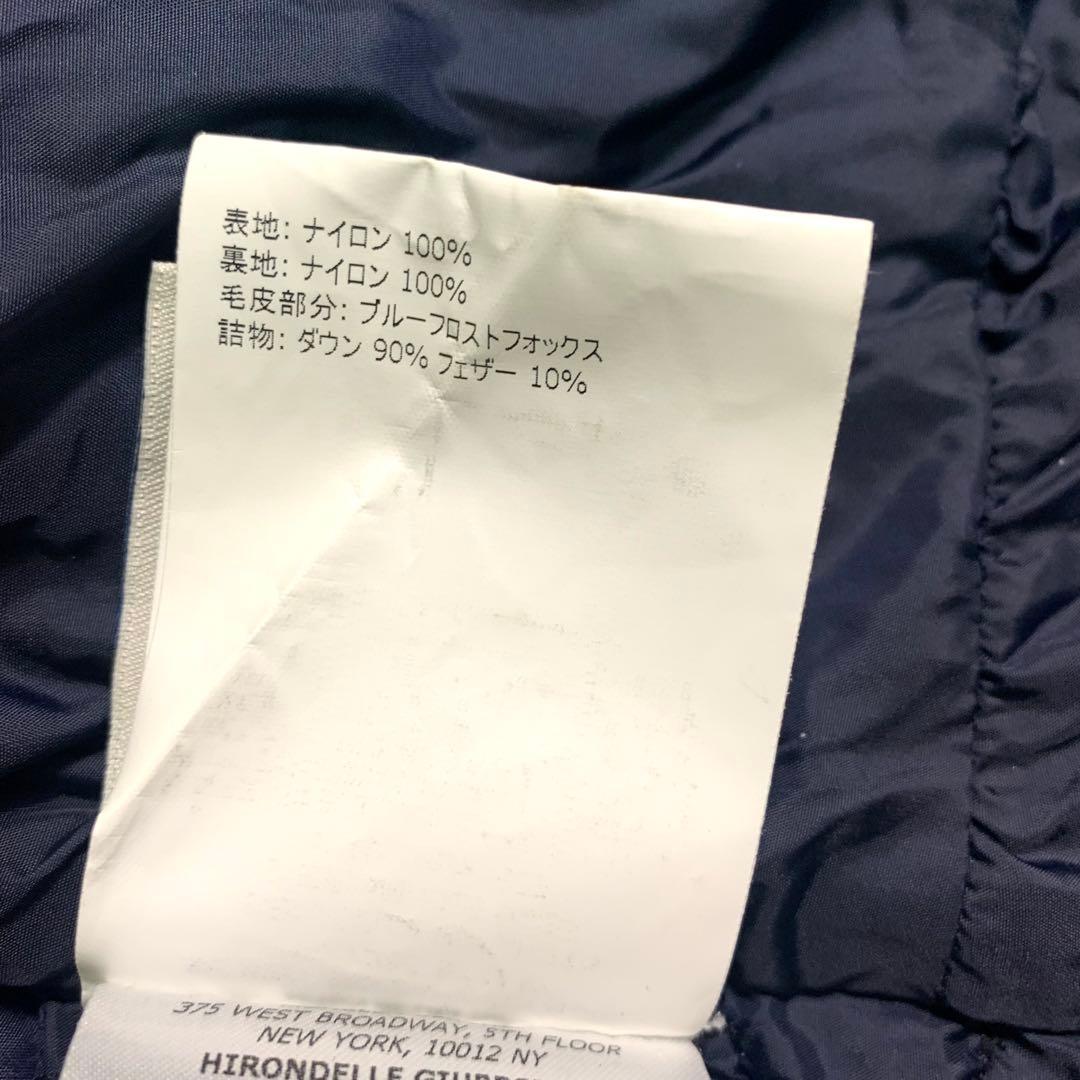 表地: ナイロン 100%
裏地: ナイロン 100%
毛皮部分: ブルーフロストフォックス
詰物: ダウン 90% フェザー 10%
375 WEST BROADWAY, 5TH FLOOR
NEW YORK, 10012 NY
HIRONDELLE